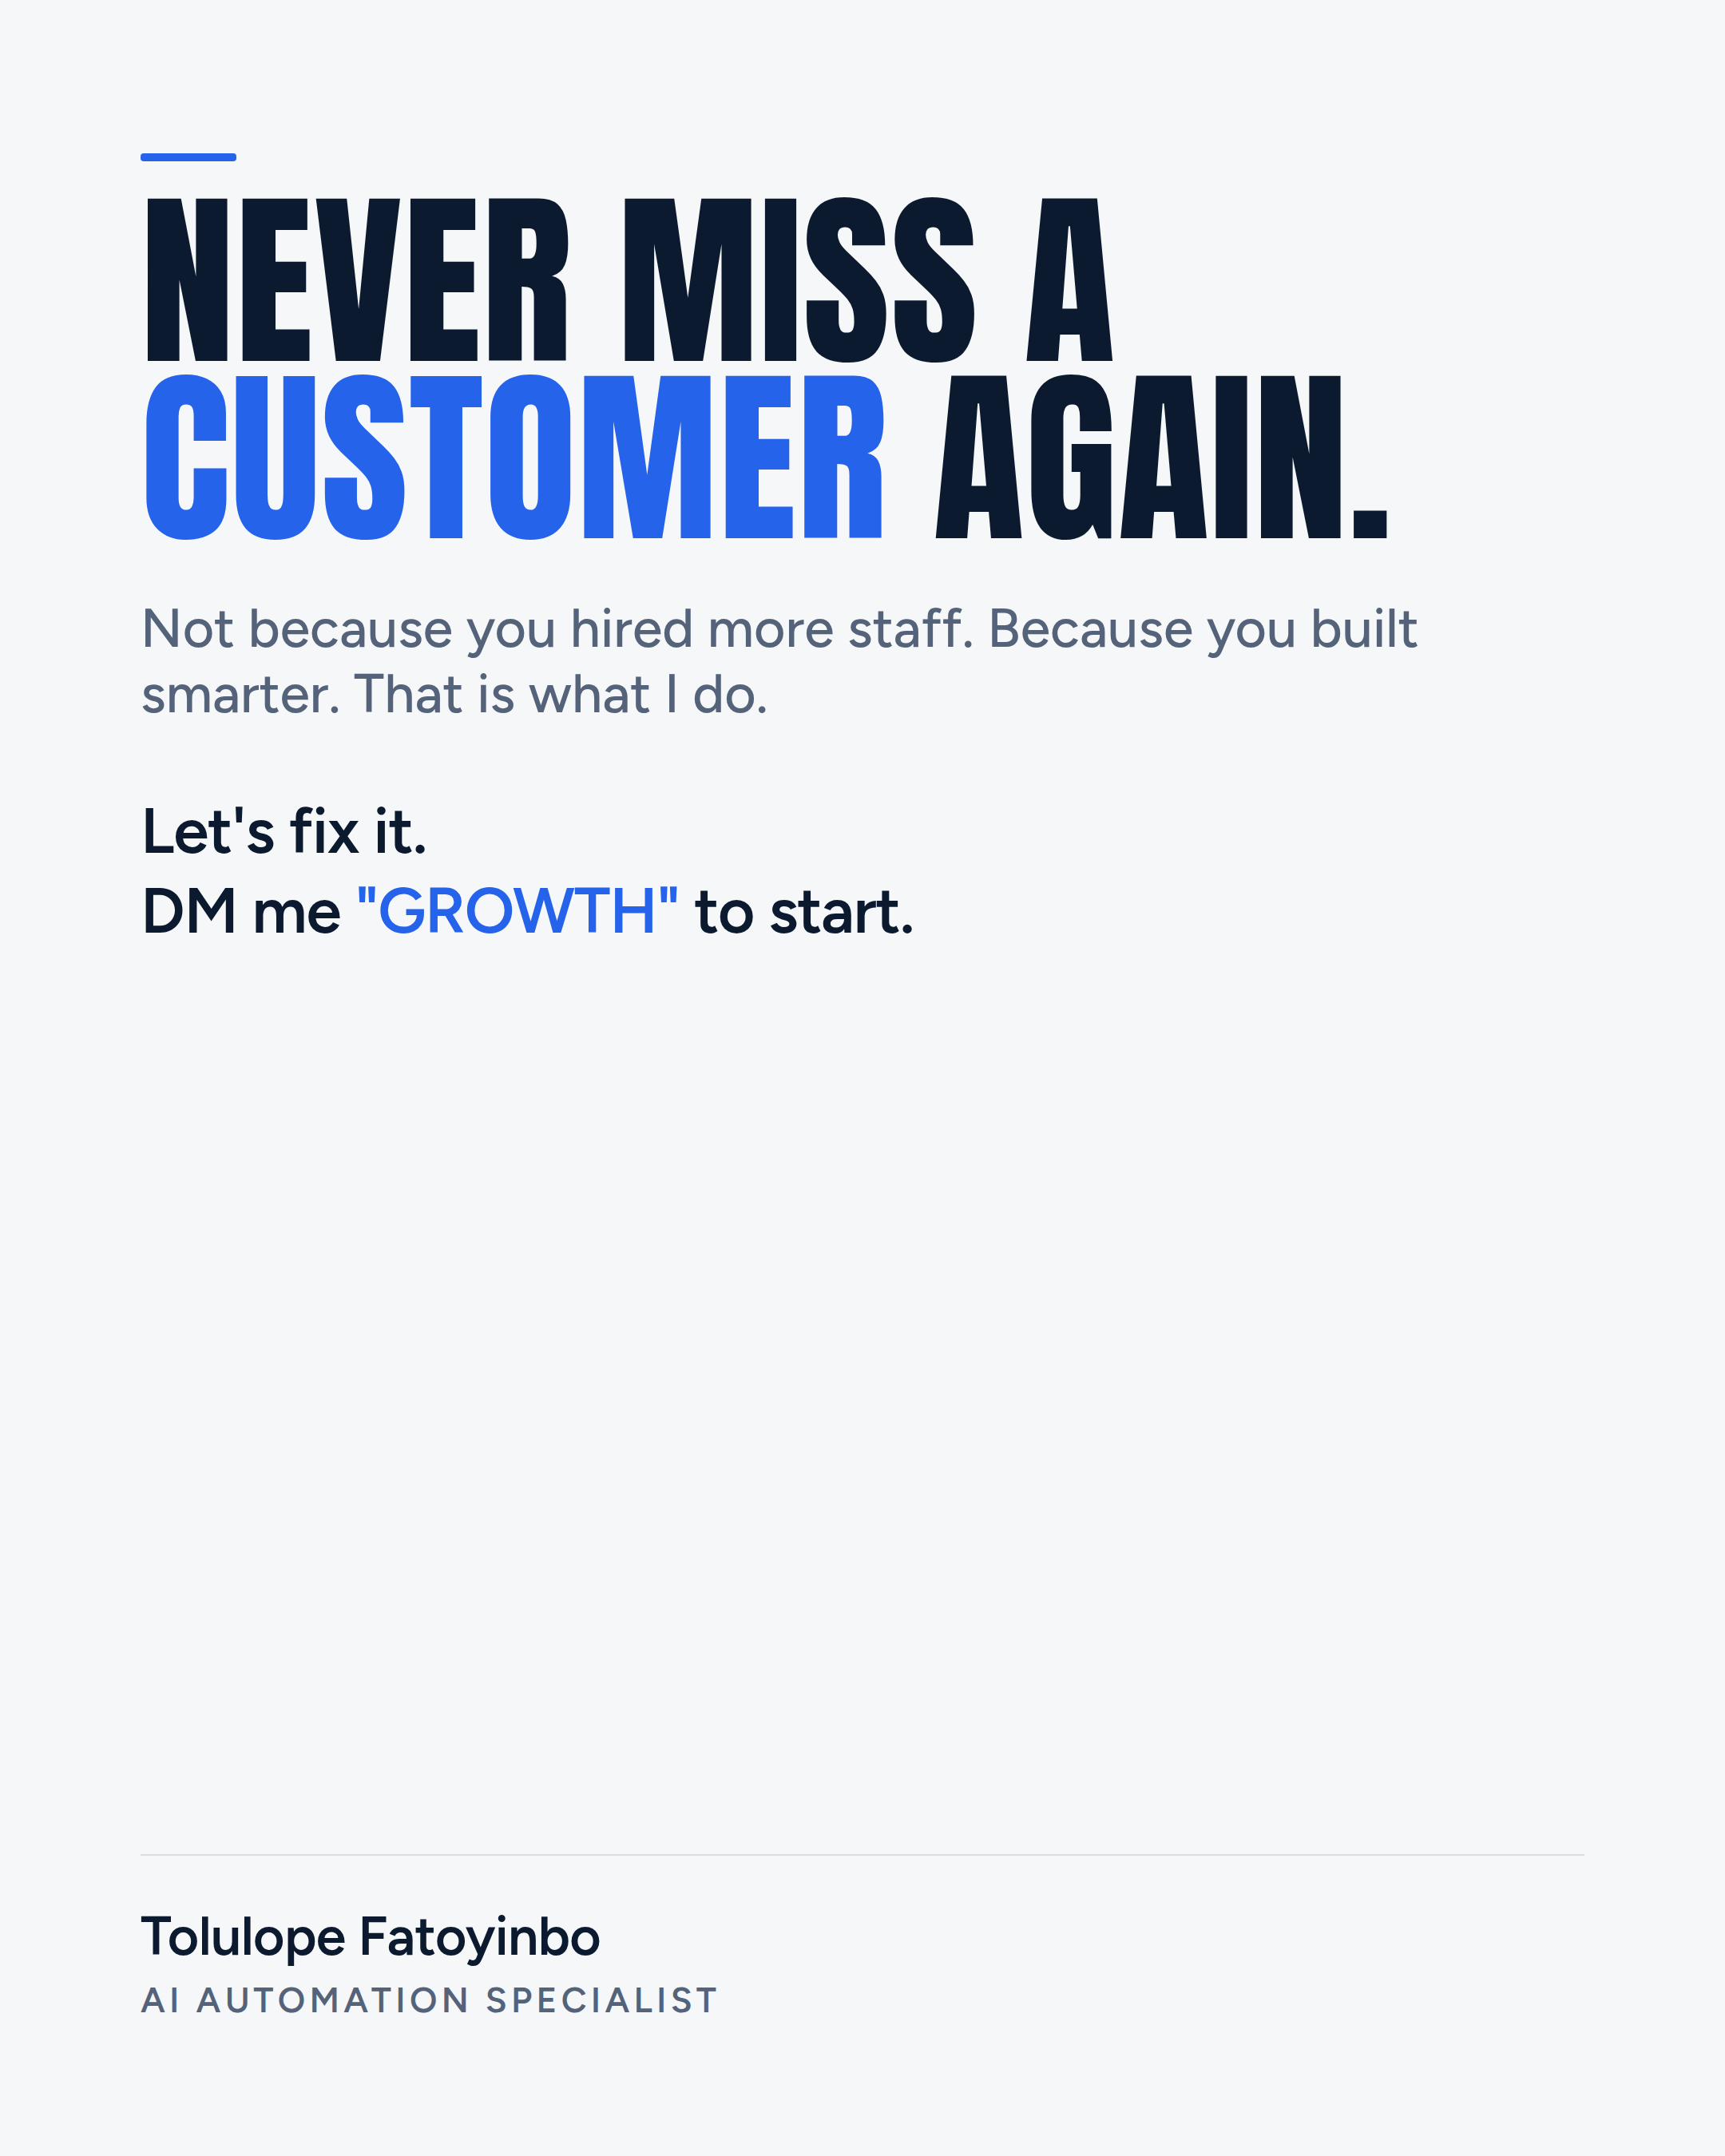 NEVER MISS A
CUSTOMER AGAIN.
Not because you hired more staff. Because you built
smarter. That is what I do.
Let's fix it.
DM me "GROWTH" to start.
Tolulope Fatoyinbo
AI AUTOMATION SPECIALIST